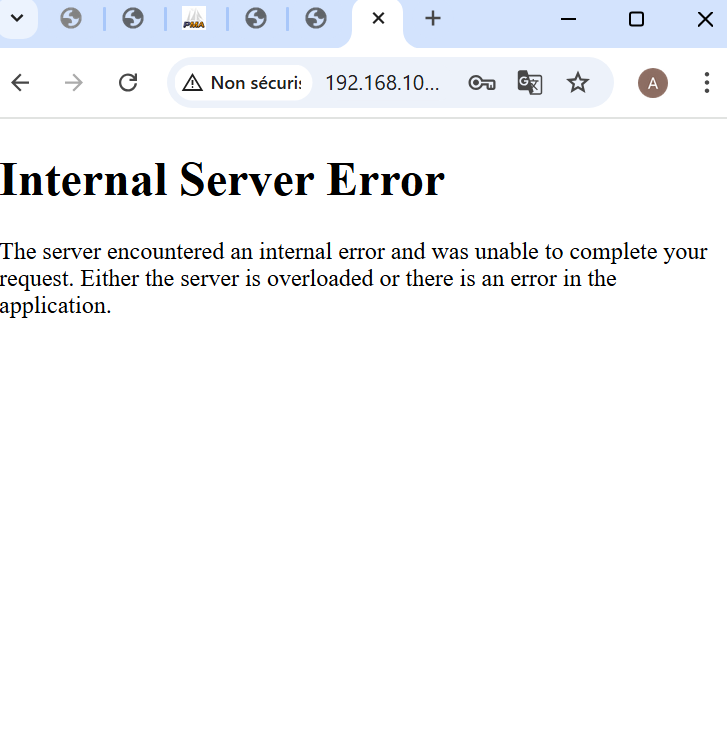 PMA
Non sécuris
192.168.10...
A
Internal Server Error
The server encountered an internal error and was unable to complete your
request. Either the server is overloaded or there is an error in the
application.